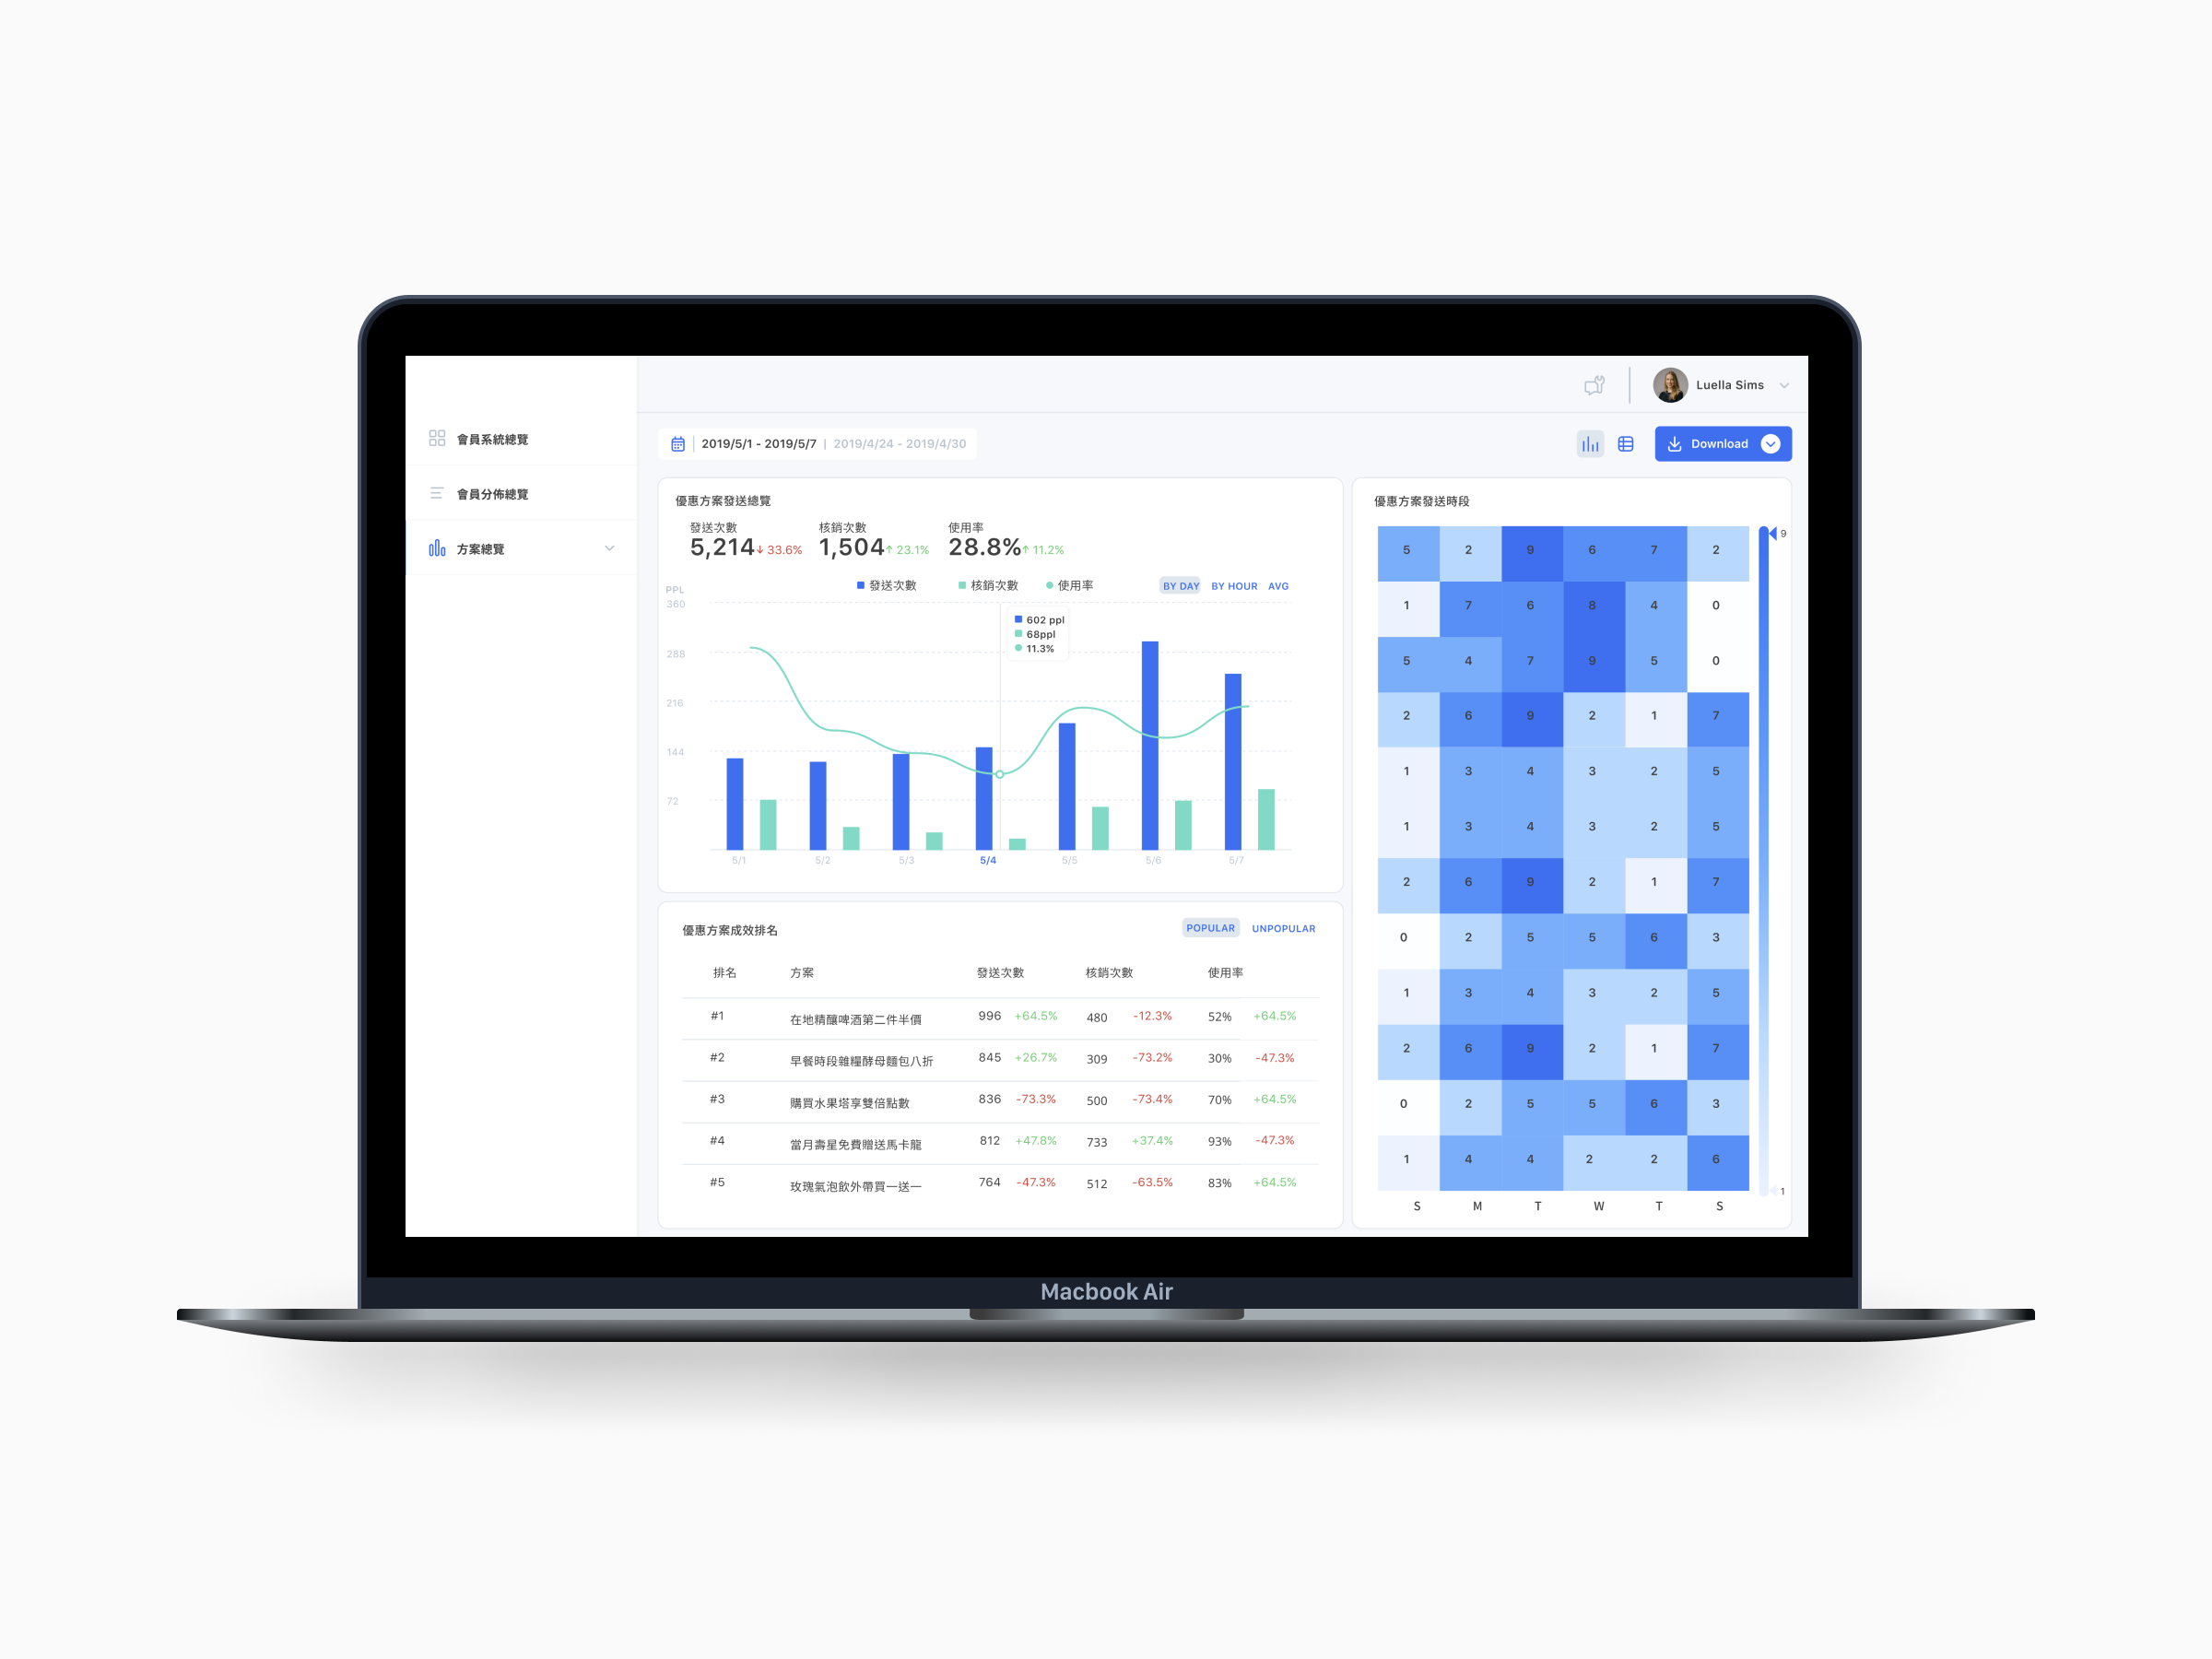 Luella Sims
會員系統總覽
會員分佈總覽
方案總覽
2019/5/1 - 2019/5/7 | 2019/4/24 - 2019/4/30
Download
優惠方案發送總覽
發送次數 核銷次數 使用率
5,214 ↓ 33.6% 1,504 ↑ 23.1% 28.8% ↑ 11.2%
發送次數 核銷次數 使用率 BY DAY BY HOUR AVG
PPL
360
288
216
144
72
602 ppl
68ppl
11.3%
5/1 5/2 5/3 5/4 5/5 5/6 5/7
優惠方案成效排名 POPULAR UNPOPULAR
排名 方案 發送次數 核銷次數 使用率
#1 在地精釀啤酒第二件半價 996 +64.5% 480 -12.3% 52% +64.5%
#2 早餐時段雜糧酵母麵包八折 845 +26.7% 309 -73.2% 30% -47.3%
#3 購買水果塔享雙倍點數 836 -73.3% 500 -73.4% 70% +64.5%
#4 當月壽星免費贈送馬卡龍 812 +47.8% 733 +37.4% 93% -47.3%
#5 玫瑰氣泡飲外帶買一送一 764 -47.3% 512 -63.5% 83% +64.5%
優惠方案發送時段
9
5 2 9 6 7 2
1 7 6 8 4 0
5 4 7 9 5 0
2 6 9 2 1 7
1 3 4 3 2 5
1 3 4 3 2 5
2 6 9 2 1 7
0 2 5 5 6 3
1 3 4 3 2 5
2 6 9 2 1 7
0 2 5 5 6 3
1 4 4 2 2 6
1
S M T W T S
Macbook Air